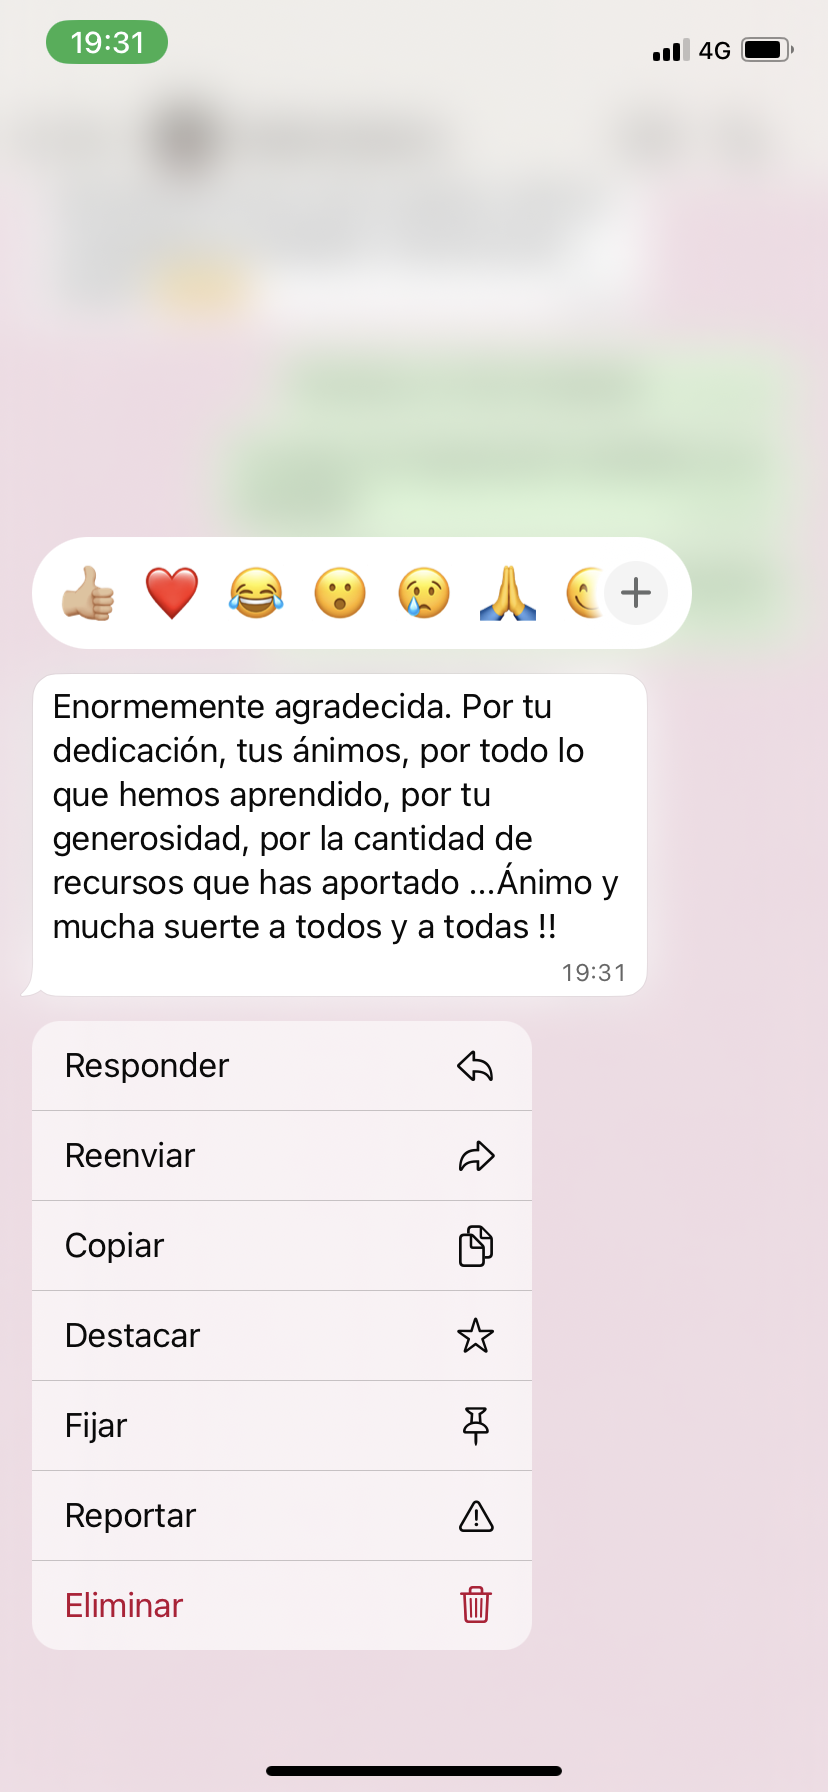 19:31
4G
Enormemente agradecida. Por tu
dedicación, tus ánimos, por todo lo
que hemos aprendido, por tu
generosidad, por la cantidad de
recursos que has aportado ...Ánimo y
mucha suerte a todos y a todas !!
19:31
Responder
Reenviar
Copiar
Destacar
Fijar
Reportar
Eliminar